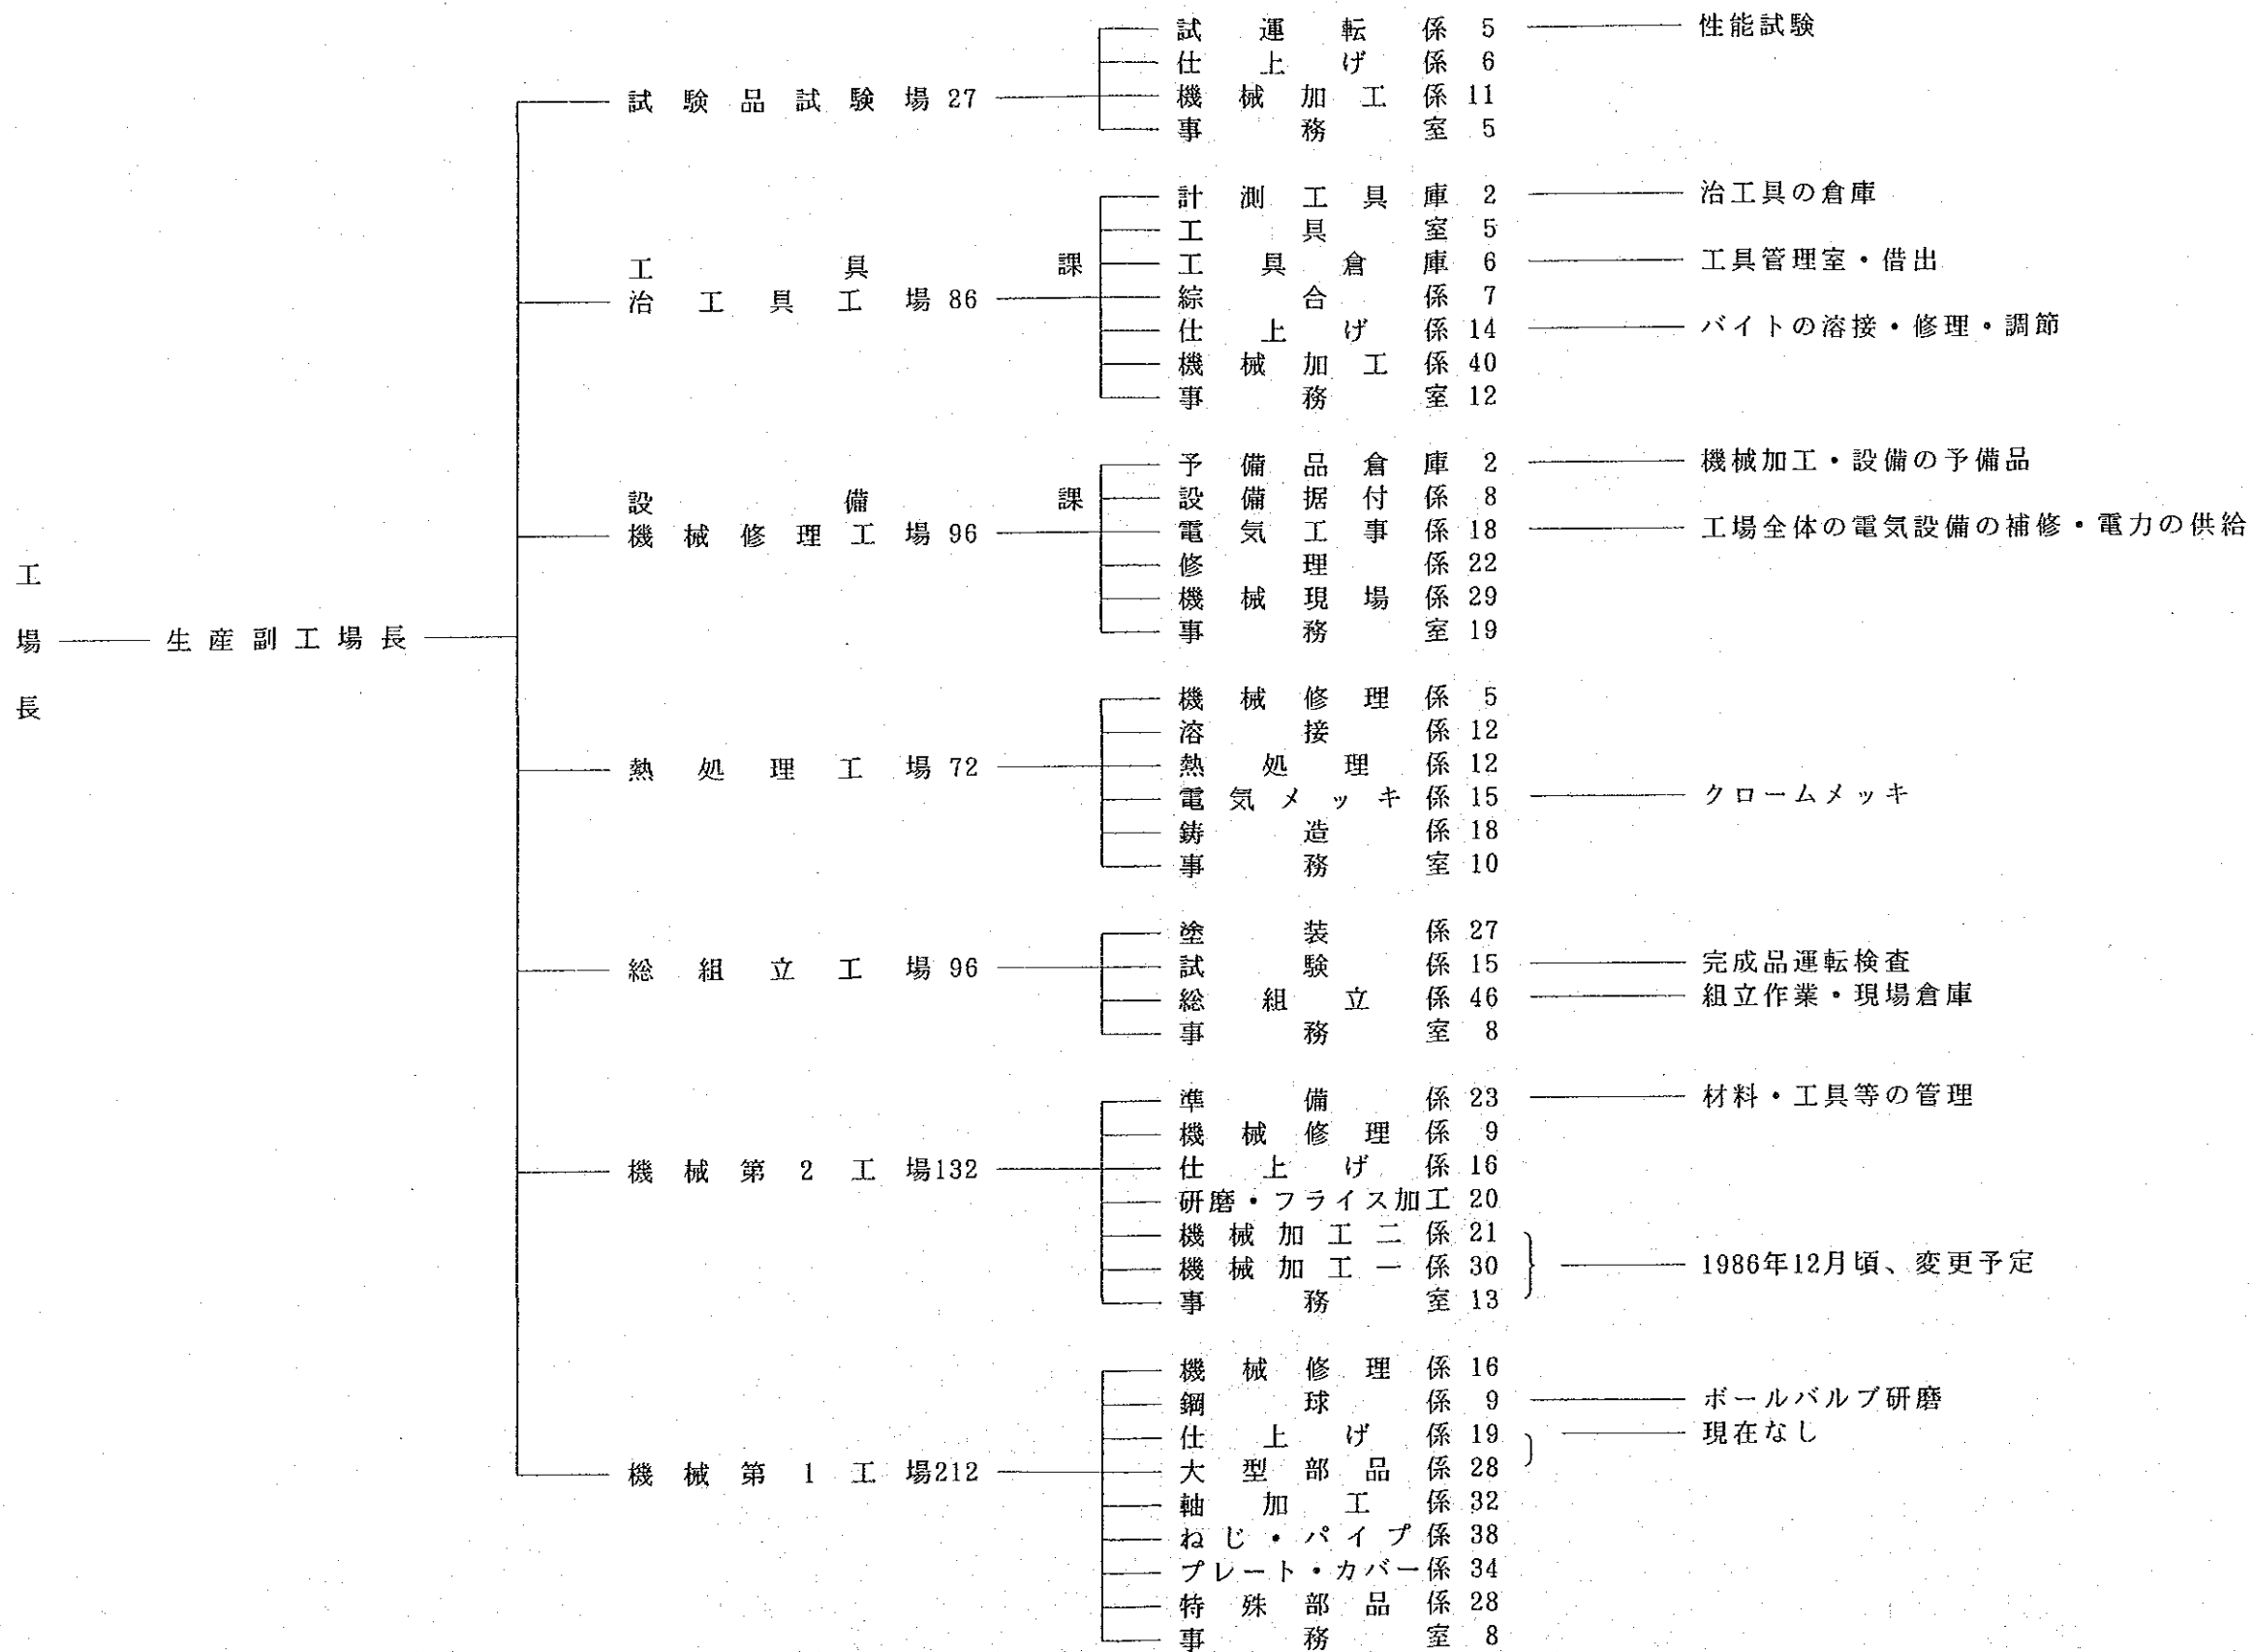 工場長
生産副工場長
試験品試験場 27
試運転係 5 性能試験
仕上げ係 6
機械加工係 11
事務室 5
工具課
治工具工場 86
計測工具庫 2 治工具の倉庫
工具室 5
工具倉庫 6 工具管理室・借出
綜合係 7
仕上げ係 14 バイトの溶接・修理・調節
機械加工係 40
事務室 12
設備課
機械修理工場 96
予備品倉庫 2 機械加工・設備の予備品
設備据付係 8
電気工事係 18 工場全体の電気設備の補修・電力の供給
修理係 22
機械現場係 29
事務室 19
熱処理工場 72
機械修理係 5
溶接係 12
熱処理係 12
電気メッキ係 15 クロームメッキ
鋳造係 18
事務室 10
総組立工場 96
塗装係 27
試験係 15 完成品運転検査
総組立係 46 組立作業・現場倉庫
事務室 8
機械第2工場 132
準備係 23 材料・工具等の管理
機械修理係 9
仕上げ係 16
研磨・フライス加工 20
機械加工二係 21
機械加工一係 30 1986年12月頃、変更予定
事務室 13
機械第1工場 212
機械修理係 16
鋼球係 9 ボールバルブ研磨
仕上げ係 19 現在なし
大型部品係 28
軸加工係 32
ねじ・パイプ係 38
プレート・カバー係 34
特殊部品係 28
事務室 8